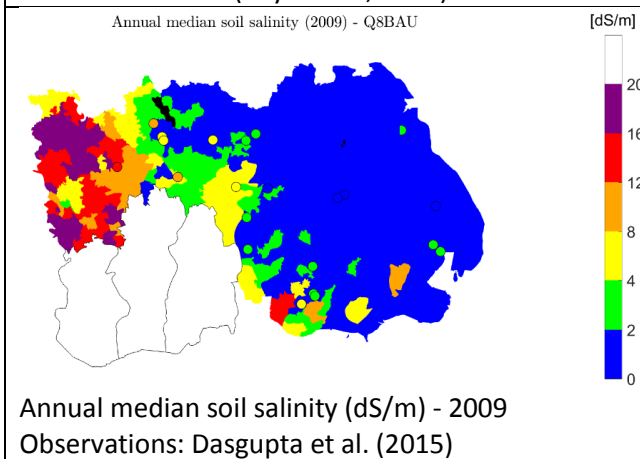 Annual median soil salinity (2009) - Q8BAU
[dS/m]
20
16
12
8
4
2
0
Annual median soil salinity (dS/m) - 2009
Observations: Dasgupta et al. (2015)